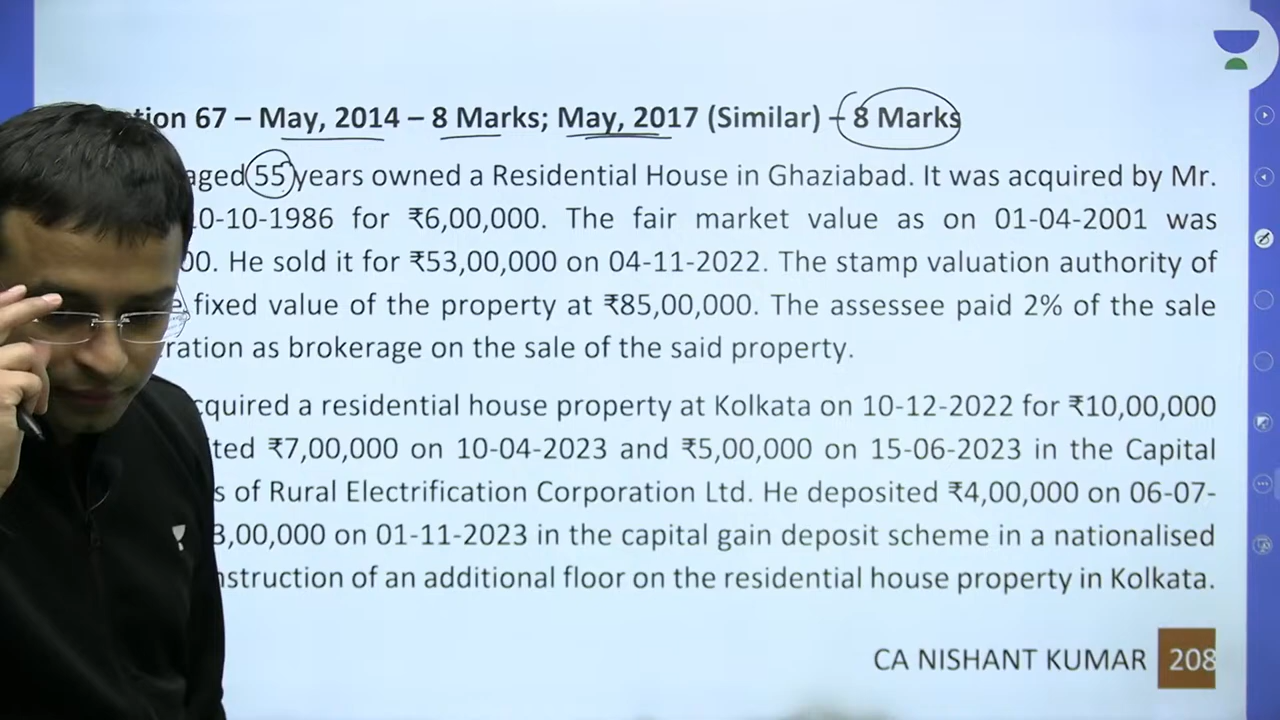 tion 67 – May, 2014 – 8 Marks; May, 2017 (Similar) – 8 Marks
aged 55 years owned a Residential House in Ghaziabad. It was acquired by Mr.
10-10-1986 for ₹6,00,000. The fair market value as on 01-04-2001 was
00. He sold it for ₹53,00,000 on 04-11-2022. The stamp valuation authority of
fixed value of the property at ₹85,00,000. The assessee paid 2% of the sale
ration as brokerage on the sale of the said property.
cquired a residential house property at Kolkata on 10-12-2022 for ₹10,00,000
ted ₹7,00,000 on 10-04-2023 and ₹5,00,000 on 15-06-2023 in the Capital
s of Rural Electrification Corporation Ltd. He deposited ₹4,00,000 on 06-07-
3,00,000 on 01-11-2023 in the capital gain deposit scheme in a nationalised
nstruction of an additional floor on the residential house property in Kolkata.
CA NISHANT KUMAR 208